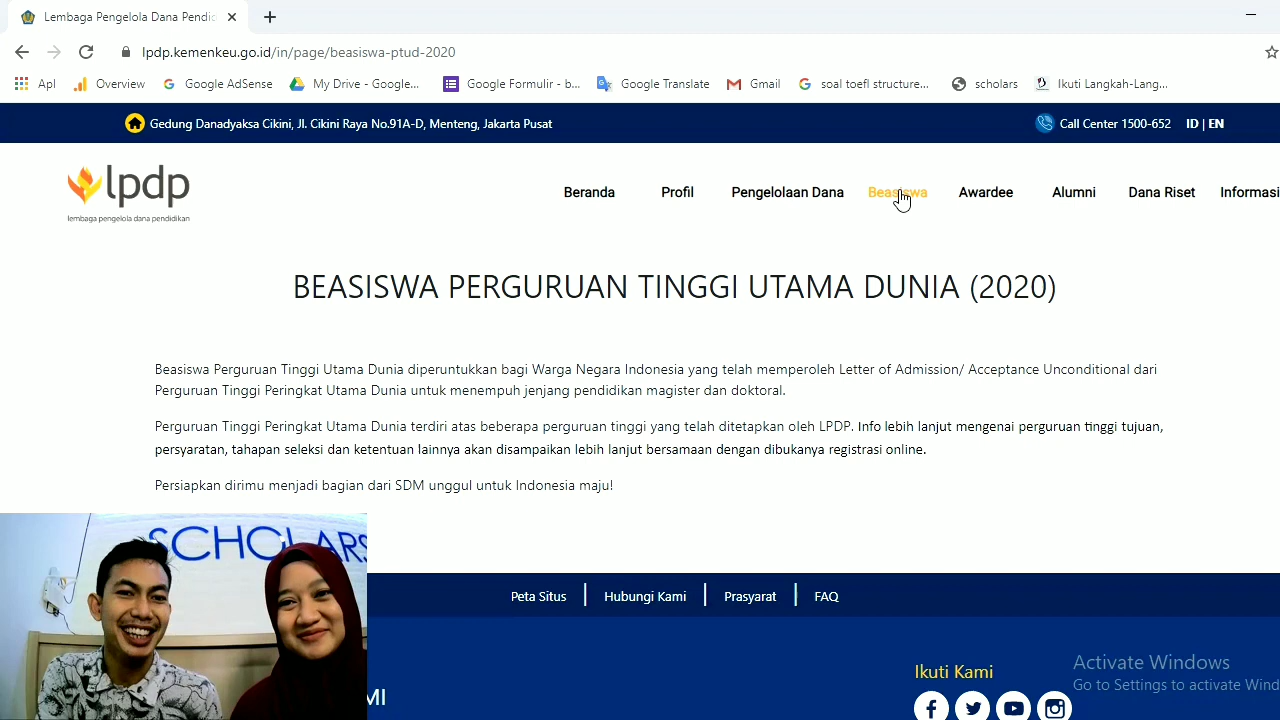 Lembaga Pengelola Dana Pendic
lpdp.kemenkeu.go.id/in/page/beasiswa-ptud-2020
Apl Overview Google AdSense My Drive - Google... Google Formulir - b... Google Translate Gmail soal toefl structure... scholars Ikuti Langkah-Lang...
Gedung Danadyaksa Cikini, Jl. Cikini Raya No.91A-D, Menteng, Jakarta Pusat Call Center 1500-652 ID | EN
lpdp
lembaga pengelola dana pendidikan
Beranda Profil Pengelolaan Dana Beasiswa Awardee Alumni Dana Riset Informasi
BEASISWA PERGURUAN TINGGI UTAMA DUNIA (2020)
Beasiswa Perguruan Tinggi Utama Dunia diperuntukkan bagi Warga Negara Indonesia yang telah memperoleh Letter of Admission/ Acceptance Unconditional dari
Perguruan Tinggi Peringkat Utama Dunia untuk menempuh jenjang pendidikan magister dan doktoral.
Perguruan Tinggi Peringkat Utama Dunia terdiri atas beberapa perguruan tinggi yang telah ditetapkan oleh LPDP. Info lebih lanjut mengenai perguruan tinggi tujuan,
persyaratan, tahapan seleksi dan ketentuan lainnya akan disampaikan lebih lanjut bersamaan dengan dibukanya registrasi online.
Persiapkan dirimu menjadi bagian dari SDM unggul untuk Indonesia maju!
SCHOLARS
Peta Situs Hubungi Kami Prasyarat FAQ
Ikuti Kami
MI
Activate Windows
Go to Settings to activate Wind